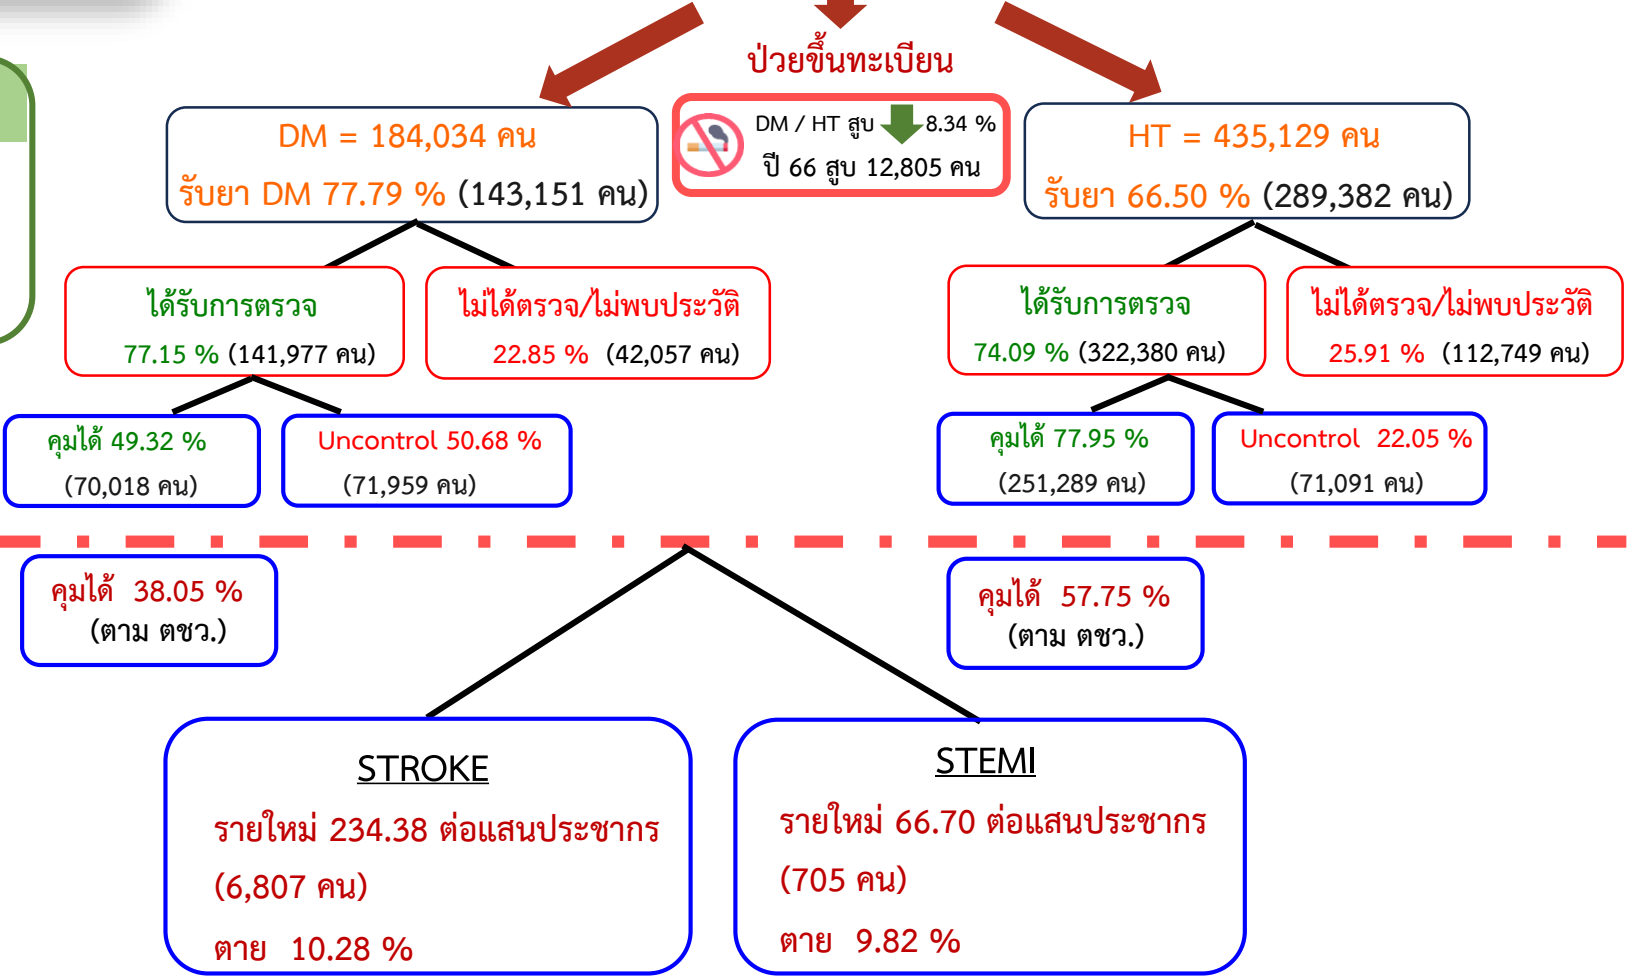 ป่วยขึ้นทะเบียน
DM = 184,034 คน
รับยา DM 77.79 % (143,151 คน)
DM / HT สูบ 8.34 %
ปี 66 สูบ 12,805 คน
HT = 435,129 คน
รับยา 66.50 % (289,382 คน)
ได้รับการตรวจ
77.15 % (141,977 คน)
ไม่ได้ตรวจ/ไม่พบประวัติ
22.85 % (42,057 คน)
ได้รับการตรวจ
74.09 % (322,380 คน)
ไม่ได้ตรวจ/ไม่พบประวัติ
25.91 % (112,749 คน)
คุมได้ 49.32 %
(70,018 คน)
Uncontrol 50.68 %
(71,959 คน)
คุมได้ 77.95 %
(251,289 คน)
Uncontrol 22.05 %
(71,091 คน)
คุมได้ 38.05 %
(ตาม ตชว.)
คุมได้ 57.75 %
(ตาม ตชว.)
STROKE
รายใหม่ 234.38 ต่อแสนประชากร
(6,807 คน)
ตาย 10.28 %
STEMI
รายใหม่ 66.70 ต่อแสนประชากร
(705 คน)
ตาย 9.82 %